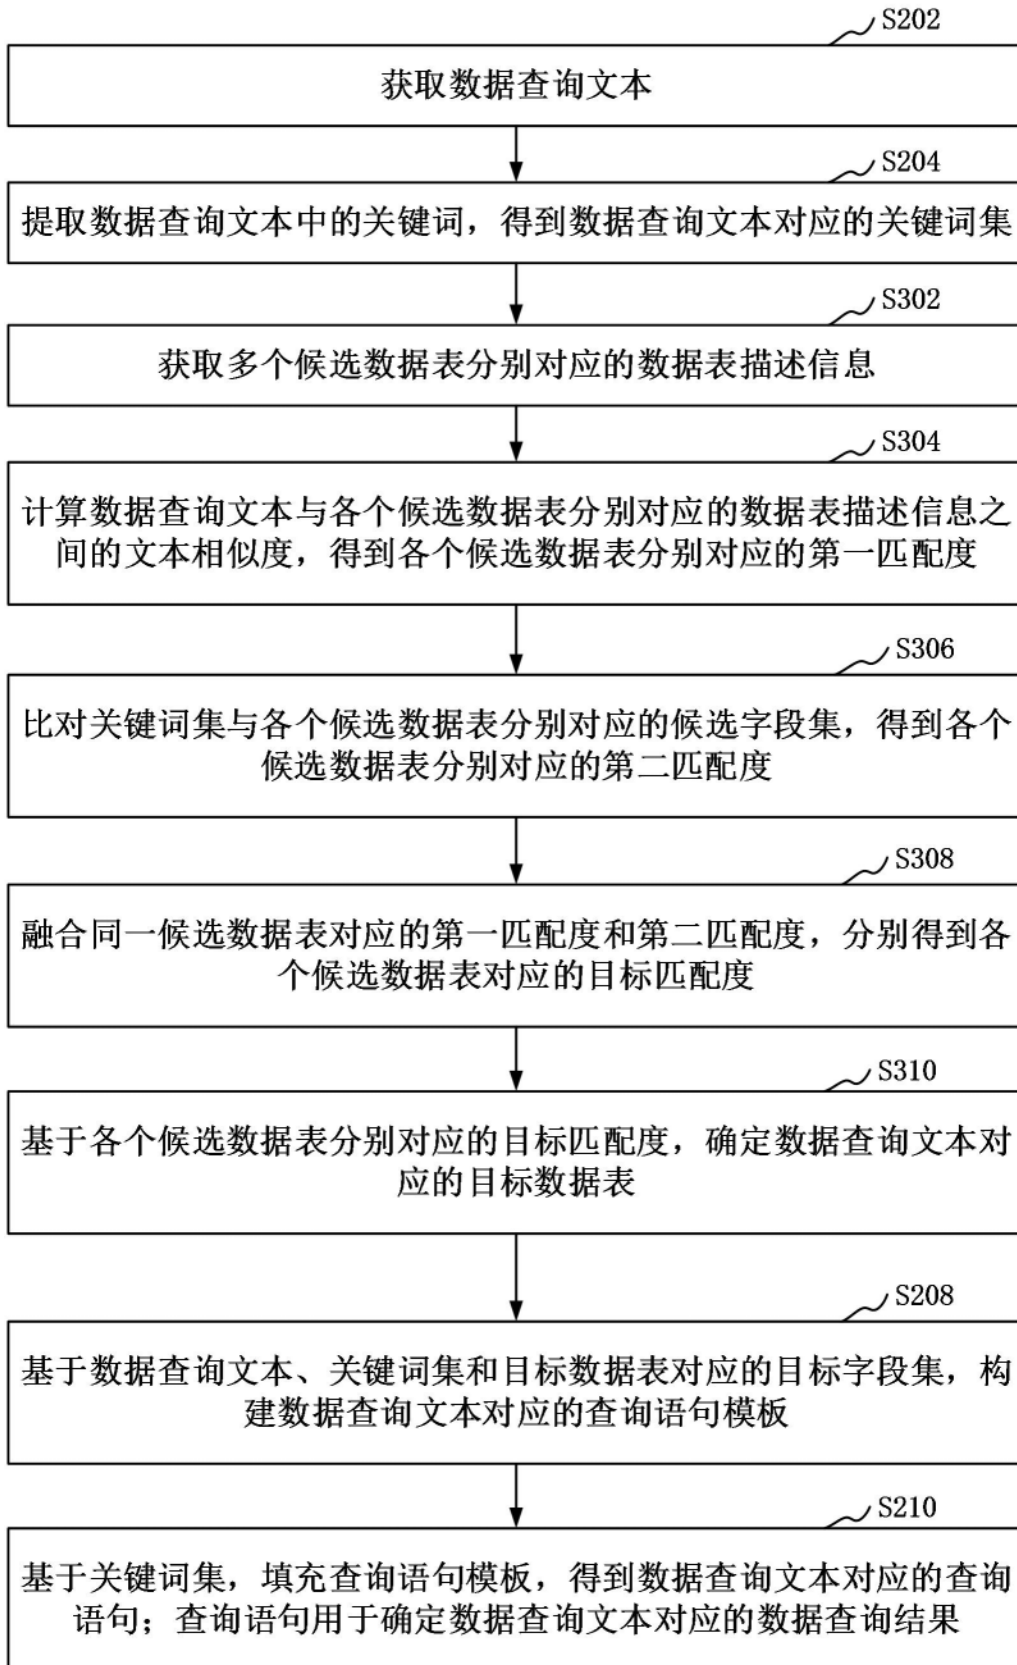 S202
获取数据查询文本
S204
提取数据查询文本中的关键词，得到数据查询文本对应的关键词集
S302
获取多个候选数据表分别对应的数据表描述信息
S304
计算数据查询文本与各个候选数据表分别对应的数据表描述信息之
间的文本相似度，得到各个候选数据表分别对应的第一匹配度
S306
比对关键词集与各个候选数据表分别对应的候选字段集，得到各个
候选数据表分别对应的第二匹配度
S308
融合同一候选数据表对应的第一匹配度和第二匹配度，分别得到各
个候选数据表对应的目标匹配度
S310
基于各个候选数据表分别对应的目标匹配度，确定数据查询文本对
应的目标数据表
S208
基于数据查询文本、关键词集和目标数据表对应的目标字段集，构
建数据查询文本对应的查询语句模板
S210
基于关键词集，填充查询语句模板，得到数据查询文本对应的查询
语句；查询语句用于确定数据查询文本对应的数据查询结果